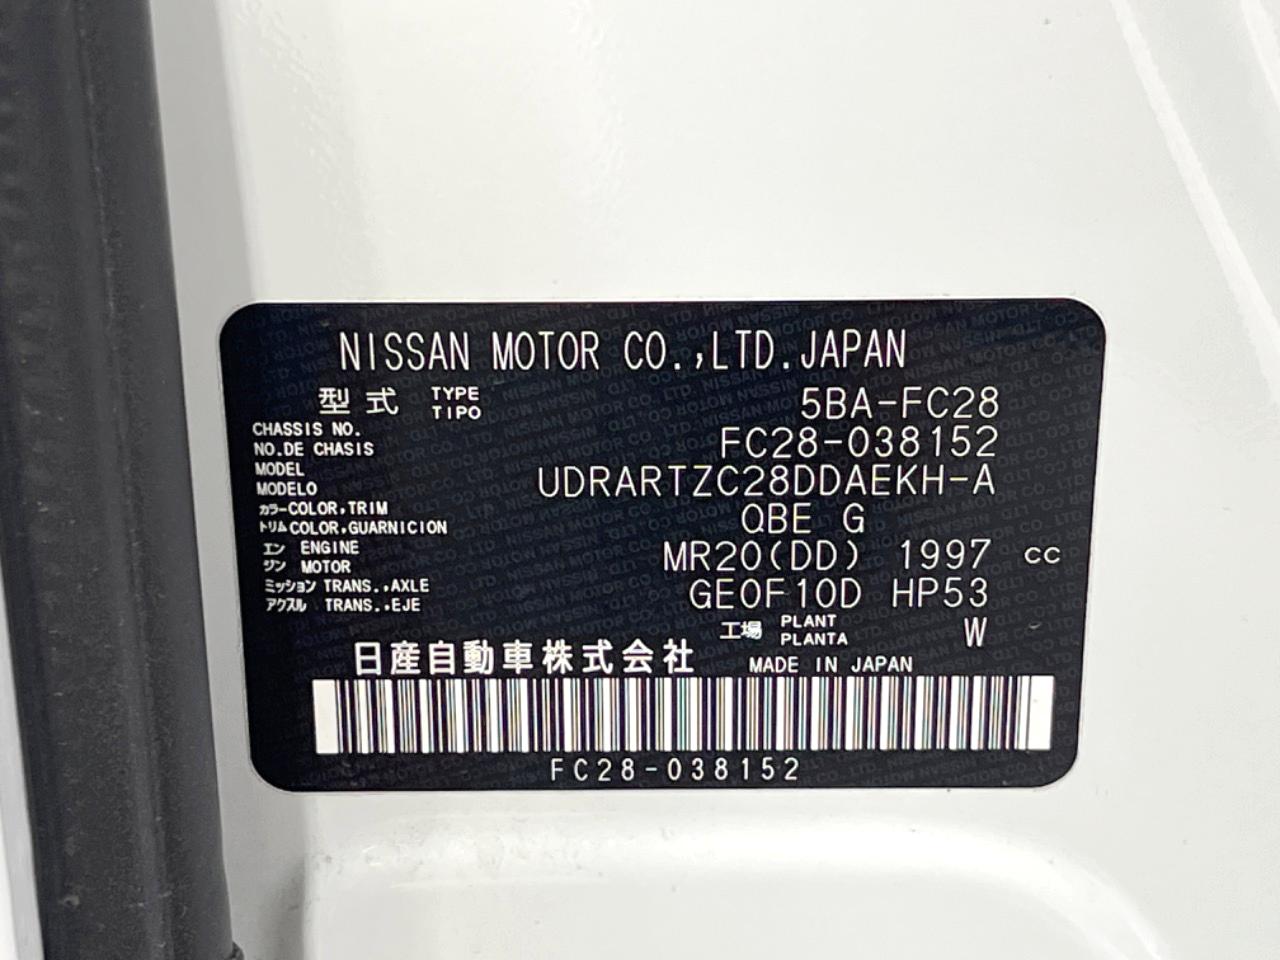 NISSAN MOTOR CO.,LTD.JAPAN
型式 TYPE TIPO 5BA-FC28
CHASSIS NO.
NO.DE CHASIS FC28-038152
MODEL
MODELO UDRARTZC28DDAEKH-A
カラー COLOR,TRIM
トリム COLOR,GUARNICION QBE G
エン ENGINE
ジン MOTOR MR20(DD) 1997 cc
ミッション TRANS.,AXLE
アクスル TRANS.,EJE GE0F10D HP53
工場 PLANT PLANTA W
日産自動車株式会社 MADE IN JAPAN
FC28-038152